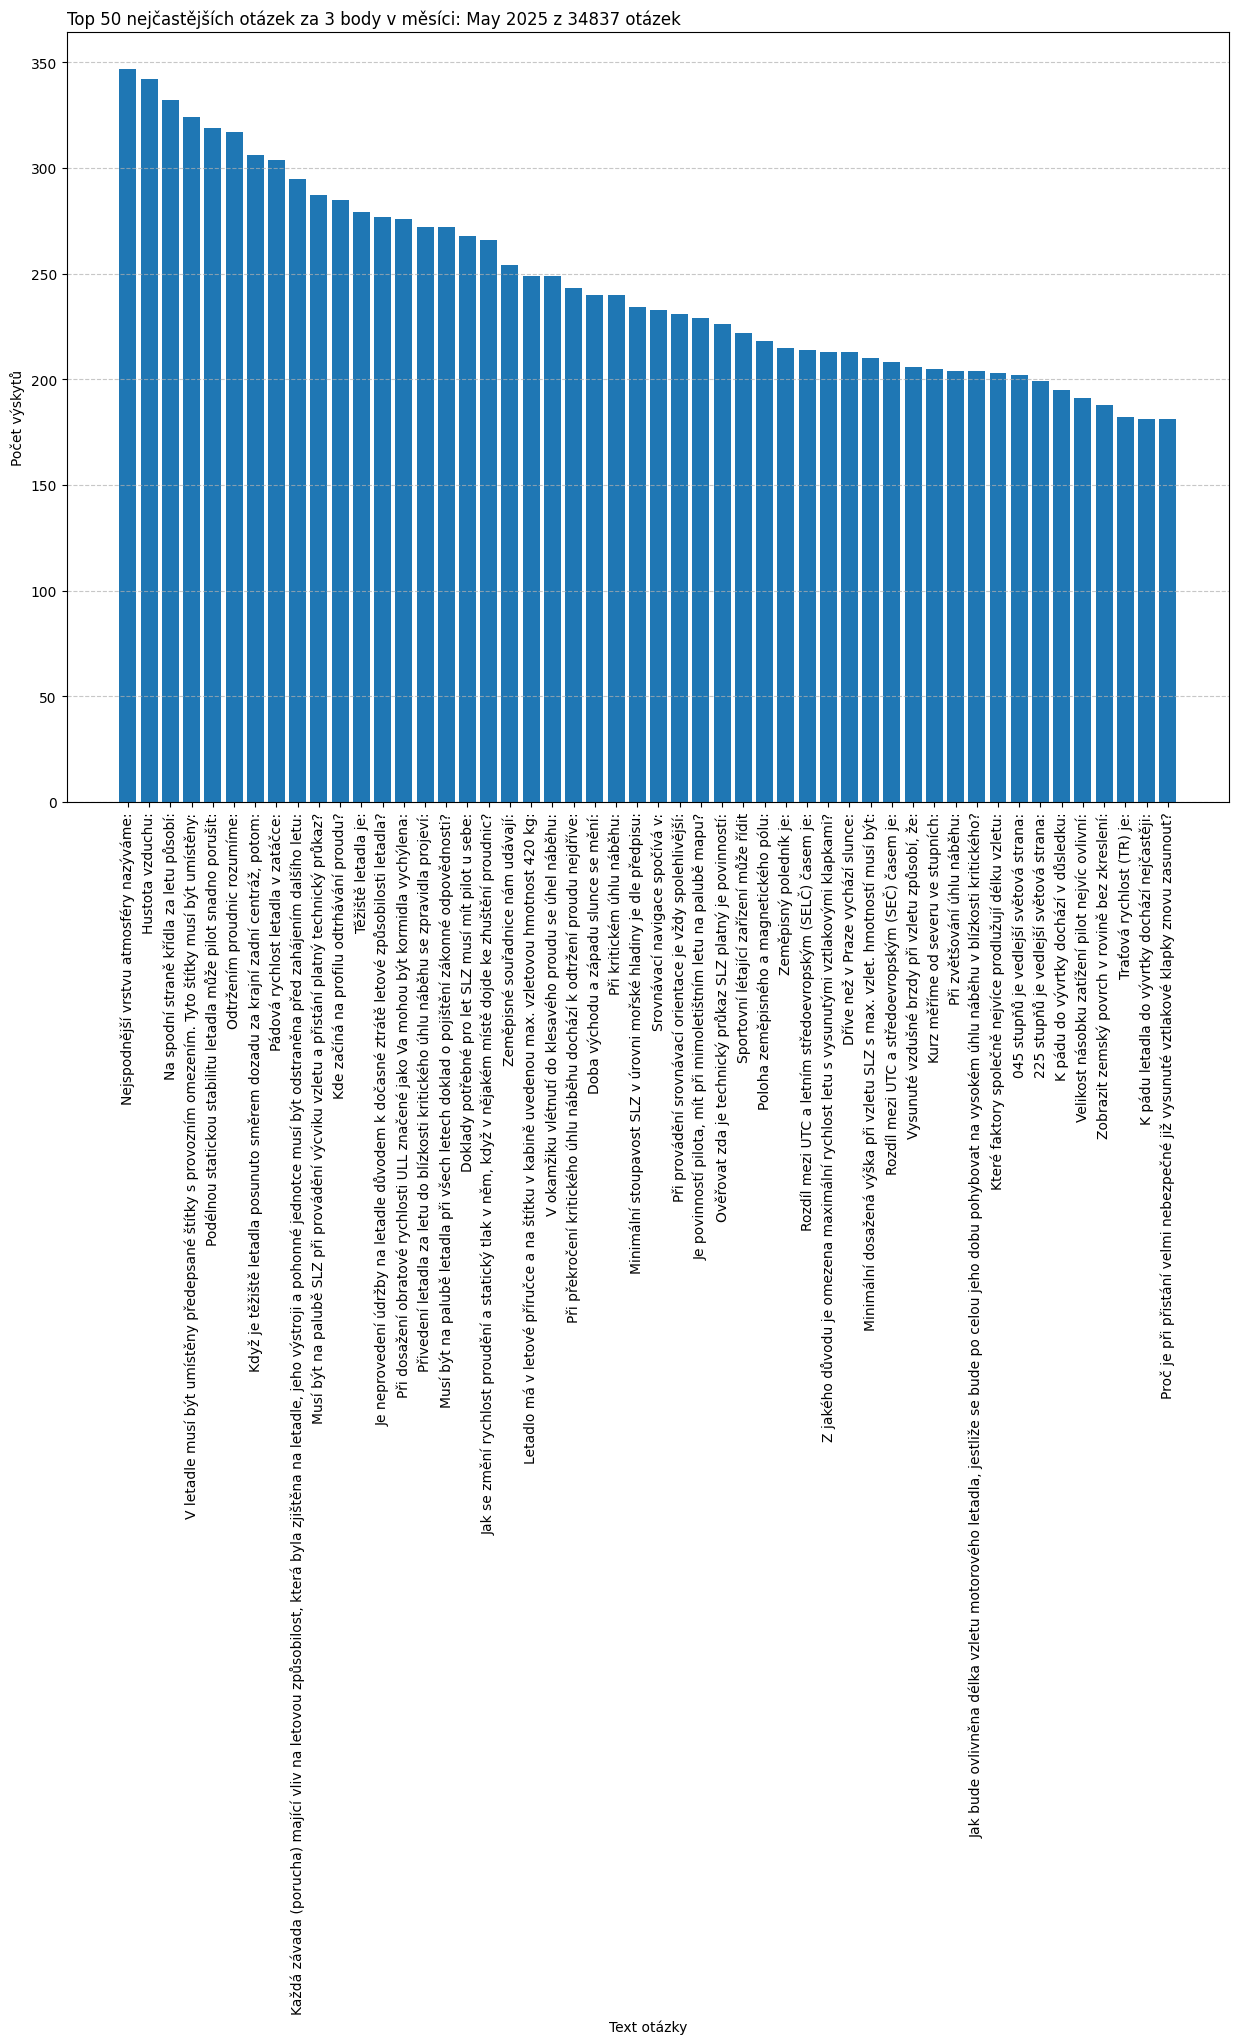 Top 50 nejčastějších otázek za 3 body v měsíci: May 2025 z 34837 otázek
Počet výskytů
350
300
250
200
150
100
50
0
Nejspodnější vrstvu atmosféry nazýváme:
Hustota vzduchu:
Na spodní straně křídla za letu působí:
V letadle musí být umístěny předepsané štítky s provozním omezením. Tyto štítky musí být umístěny:
Podélnou statickou stabilitu letadla může pilot snadno porušit:
Odtržením proudnic rozumíme:
Když je těžiště letadla posunuto směrem dozadu za krajní zadní centráž, potom:
Pádová rychlost letadla v zatáčce:
Každá závada (porucha) mající vliv na letovou způsobilost, která byla zjištěna na letadle, jeho výstroji a pohonné jednotce musí být odstraněna před zahájením dalšího letu:
Musí být na palubě SLZ při provádění výcviku vzletu a přistání platný technický průkaz?
Kde začíná na profilu odtrhávání proudu?
Těžiště letadla je:
Je neprovedení údržby na letadle důvodem k dočasné ztrátě letové způsobilosti letadla?
Při dosažení obratové rychlosti ULL značené jako Va mohou být kormidla vychýlena:
Přivedení letadla za letu do blízkosti kritického úhlu náběhu se zpravidla projeví:
Musí být na palubě letadla při všech letech doklad o pojištění zákonné odpovědnosti?
Doklady potřebné pro let SLZ musí mít pilot u sebe:
Jak se změní rychlost proudění a statický tlak v něm, když v nějakém místě dojde ke zhuštění proudnic?
Zeměpisné souřadnice nám udávají:
Letadlo má v letové příručce a na štítku v kabině uvedenou max. vzletovou hmotnost 420 kg:
V okamžiku vlétnutí do klesavého proudu se úhel náběhu:
Při překročení kritického úhlu náběhu dochází k odtržení proudu nejdříve:
Doba východu a západu slunce se mění:
Při kritickém úhlu náběhu:
Minimální stoupavost SLZ v úrovni mořské hladiny je dle předpisu:
Srovnávací navigace spočívá v:
Při provádění srovnávací orientace je vždy spolehlivější:
Je povinností pilota, mít při mimoletištním letu na palubě mapu?
Ověřovat zda je technický průkaz SLZ platný je povinností:
Sportovní létající zařízení může řídit
Poloha zeměpisného a magnetického pólu:
Zeměpisný poledník je:
Rozdíl mezi UTC a letním středoevropským (SELČ) časem je:
Z jakého důvodu je omezena maximální rychlost letu s vysunutými vztlakovými klapkami?
Dříve než v Praze vychází slunce:
Minimální dosažená výška při vzletu SLZ s max. vzlet. hmotností musí být:
Rozdíl mezi UTC a středoevropským (SEČ) časem je:
Vysunuté vzdušné brzdy při vzletu způsobí, že:
Kurz měříme od severu ve stupních:
Při zvětšování úhlu náběhu:
Jak bude ovlivněna délka vzletu motorového letadla, jestliže se bude po celou jeho dobu pohybovat na vysokém úhlu náběhu v blízkosti kritického?
Které faktory společně nejvíce prodlužují délku vzletu:
045 stupňů je vedlejší světová strana:
225 stupňů je vedlejší světová strana:
K pádu do vývrtky dochází v důsledku:
Velikost násobku zatížení pilot nejvíc ovlivní:
Zobrazit zemský povrch v rovině bez zkreslení:
Traťová rychlost (TR) je:
K pádu letadla do vývrtky dochází nejčastěji:
Proč je při přistání velmi nebezpečné již vysunuté vztlakové klapky znovu zasunout?
Text otázky